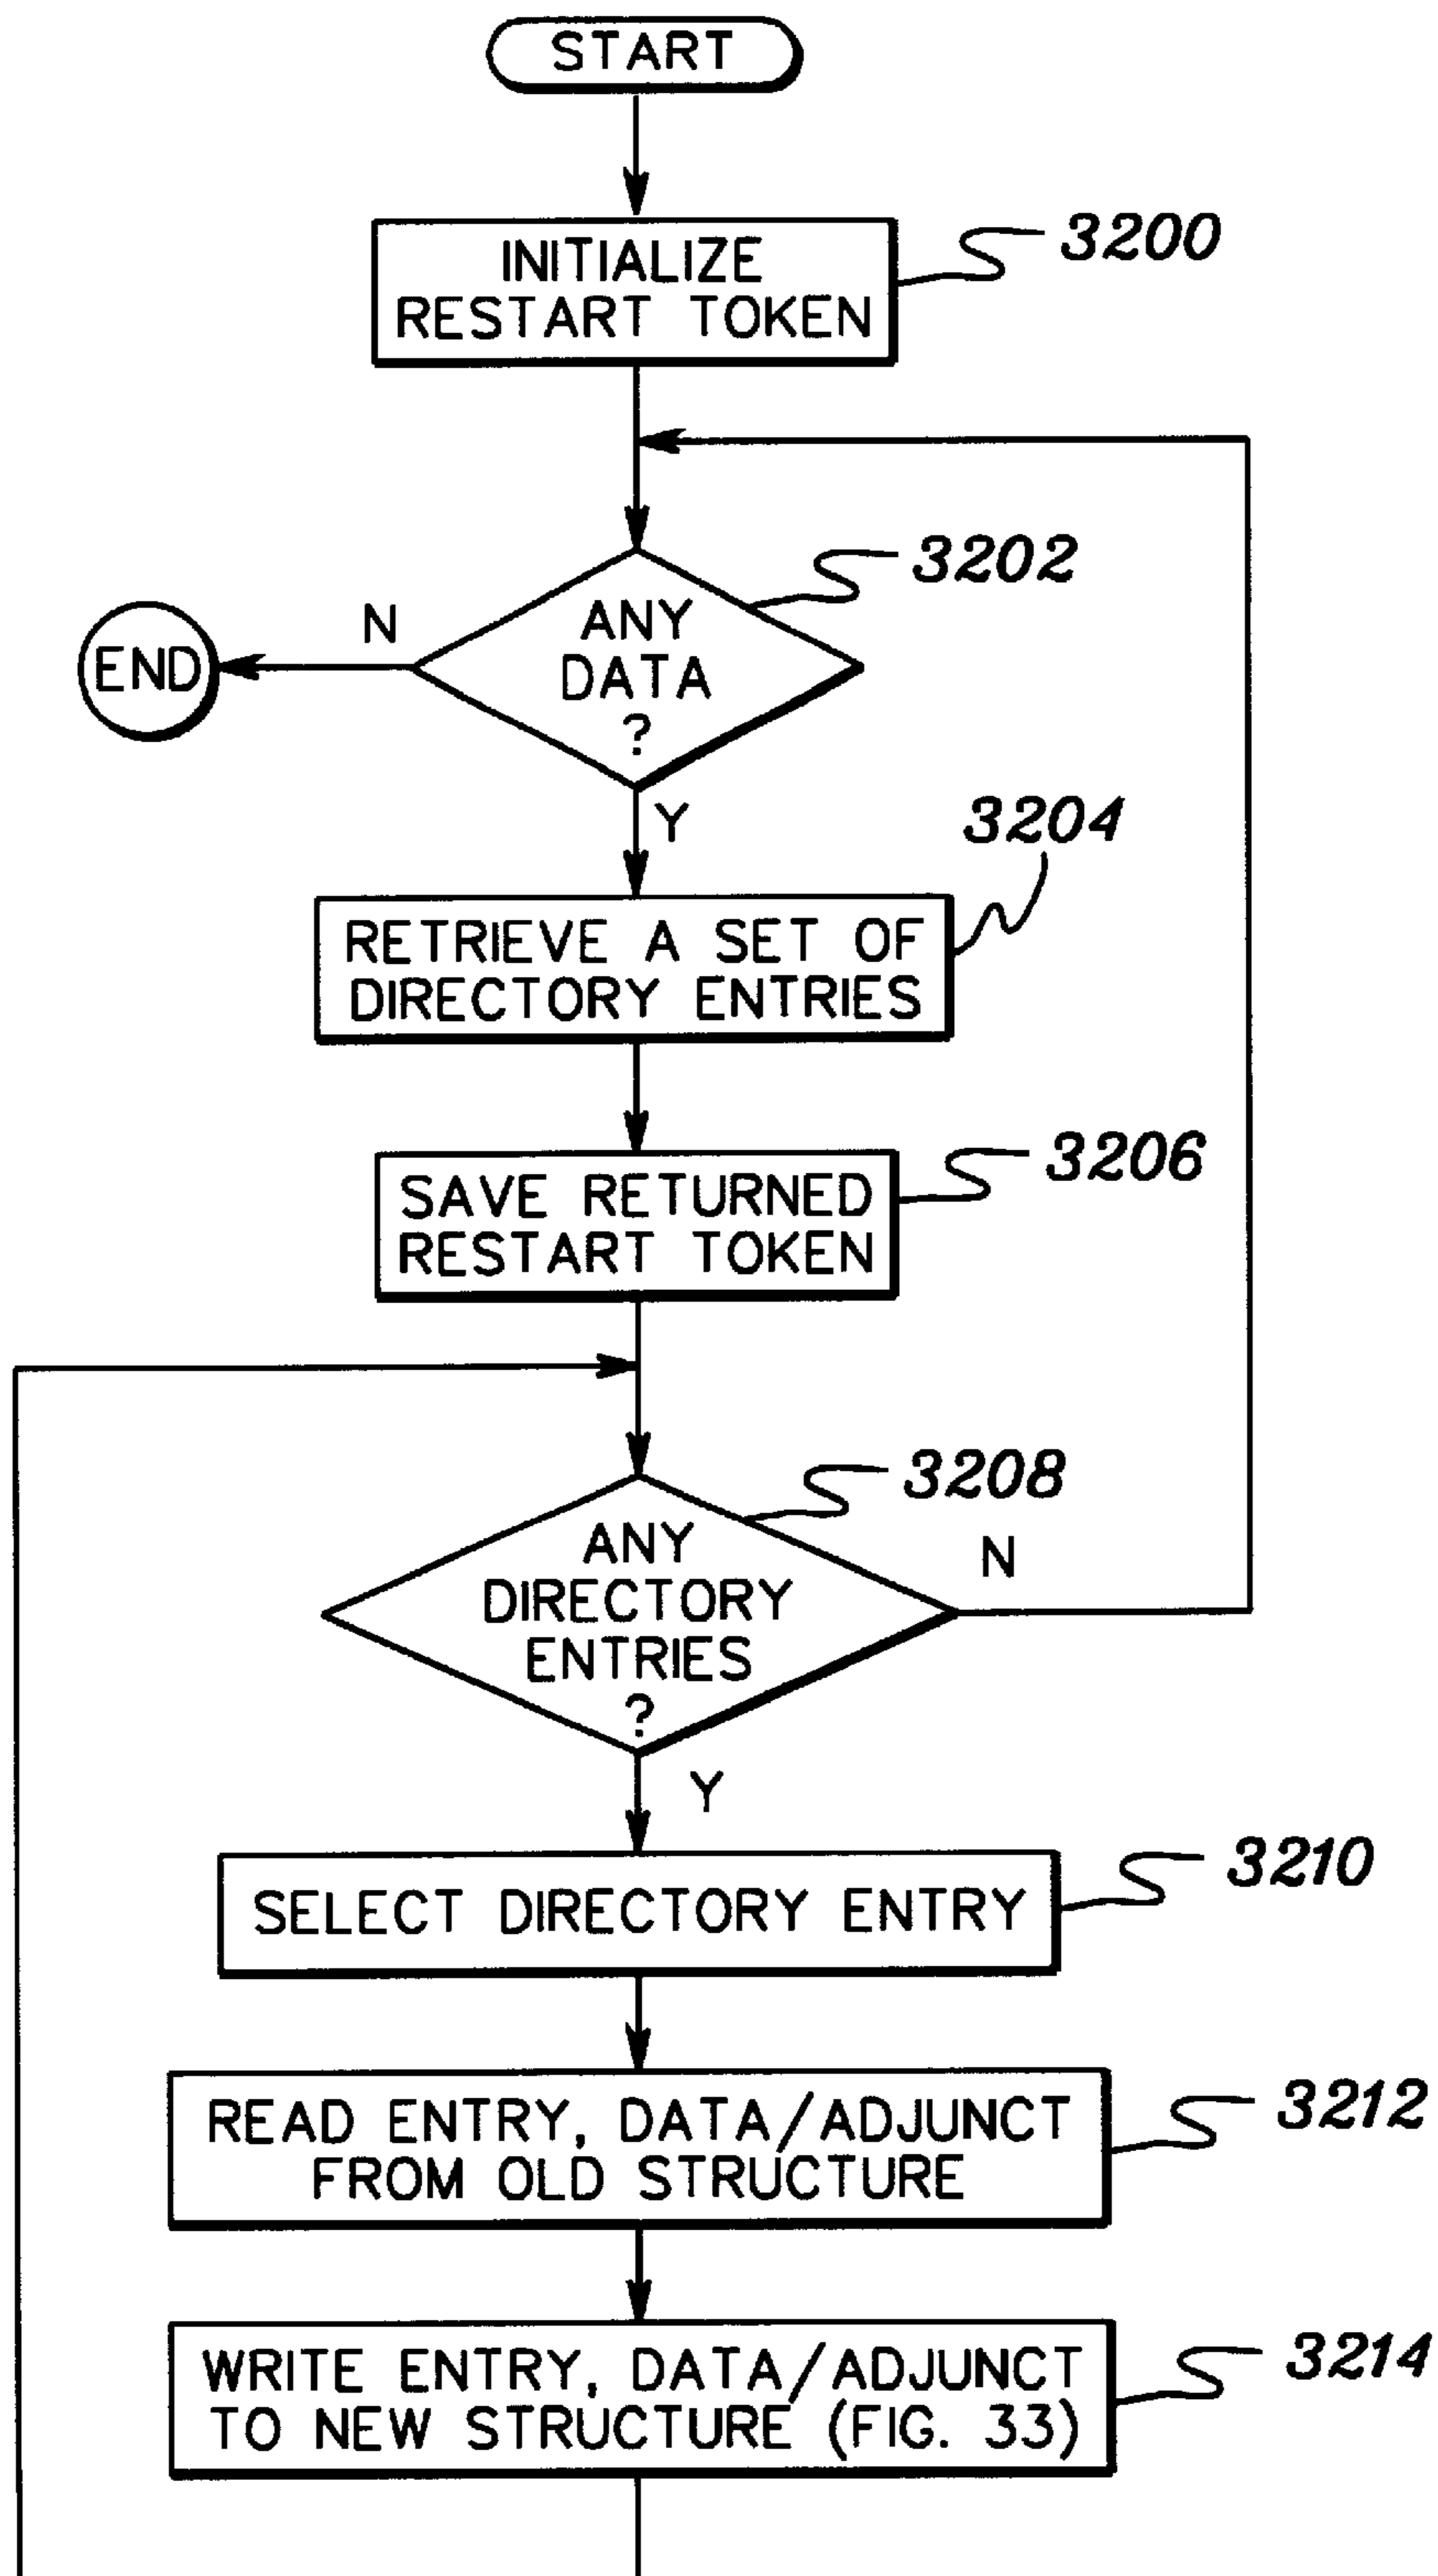 START
INITIALIZE
RESTART TOKEN
3200
ANY
DATA
?
3202
N
END
Y
3204
RETRIEVE A SET OF
DIRECTORY ENTRIES
SAVE RETURNED
RESTART TOKEN
3206
ANY
DIRECTORY
ENTRIES
?
3208
N
Y
SELECT DIRECTORY ENTRY
3210
READ ENTRY, DATA/ADJUNCT
FROM OLD STRUCTURE
3212
WRITE ENTRY, DATA/ADJUNCT
TO NEW STRUCTURE (FIG. 33)
3214